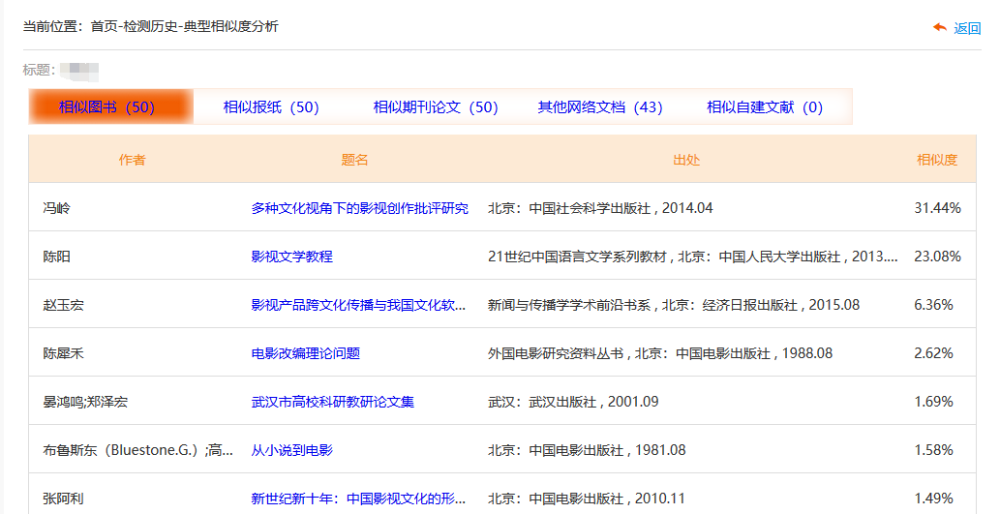 当前位置：首页-检测历史-典型相似度分析 返回
标题：
相似图书（50） 相似报纸（50） 相似期刊论文（50） 其他网络文档（43） 相似自建文献（0）
作者 题名 出处 相似度
冯岭 多种文化视角下的影视创作批评研究 北京：中国社会科学出版社 , 2014.04 31.44%
陈阳 影视文学教程 21世纪中国语言文学系列教材 , 北京：中国人民大学出版社 , 2013.... 23.08%
赵玉宏 影视产品跨文化传播与我国文化软... 新闻与传播学学术前沿书系 , 北京：经济日报出版社 , 2015.08 6.36%
陈犀禾 电影改编理论问题 外国电影研究资料丛书 , 北京：中国电影出版社 , 1988.08 2.62%
晏鸿鸣;郑泽宏 武汉市高校科研教研论文集 武汉：武汉出版社 , 2001.09 1.69%
布鲁斯东（Bluestone.G.）;高... 从小说到电影 北京：中国电影出版社 , 1981.08 1.58%
张阿利 新世纪新十年：中国影视文化的形... 北京：中国电影出版社 , 2010.11 1.49%